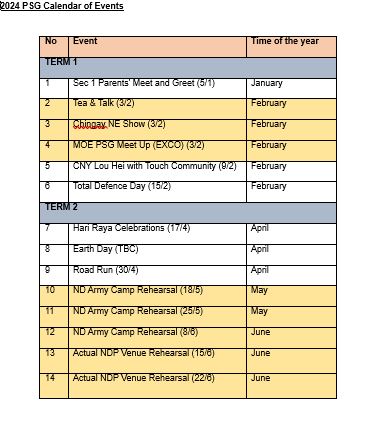 2024 PSG Calendar of Events
No Event Time of the year
TERM 1
1 Sec 1 Parents' Meet and Greet (5/1) January
2 Tea & Talk (3/2) February
3 Chingay NE Show (3/2) February
4 MOE PSG Meet Up (EXCO) (3/2) February
5 CNY Lou Hei with Touch Community (9/2) February
6 Total Defence Day (15/2) February
TERM 2
7 Hari Raya Celebrations (17/4) April
8 Earth Day (TBC) April
9 Road Run (30/4) April
10 ND Army Camp Rehearsal (18/5) May
11 ND Army Camp Rehearsal (25/5) May
12 ND Army Camp Rehearsal (8/6) June
13 Actual NDP Venue Rehearsal (15/6) June
14 Actual NDP Venue Rehearsal (22/6) June